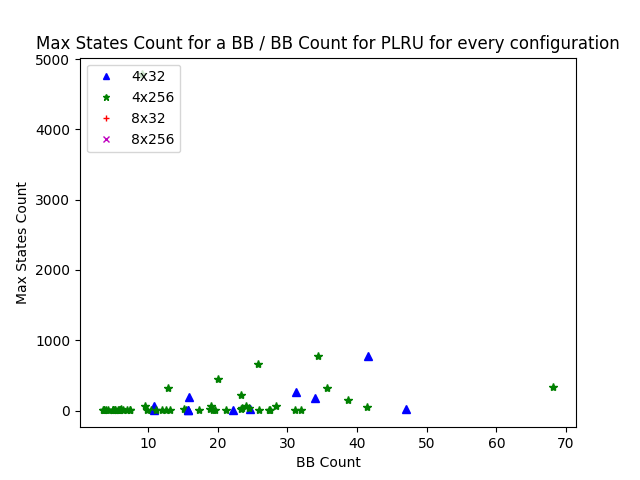 Max States Count for a BB / BB Count for PLRU for every configuration
5000
4000
3000
2000
1000
0
Max States Count
4x32
4x256
8x32
8x256
10 20 30 40 50 60 70
BB Count